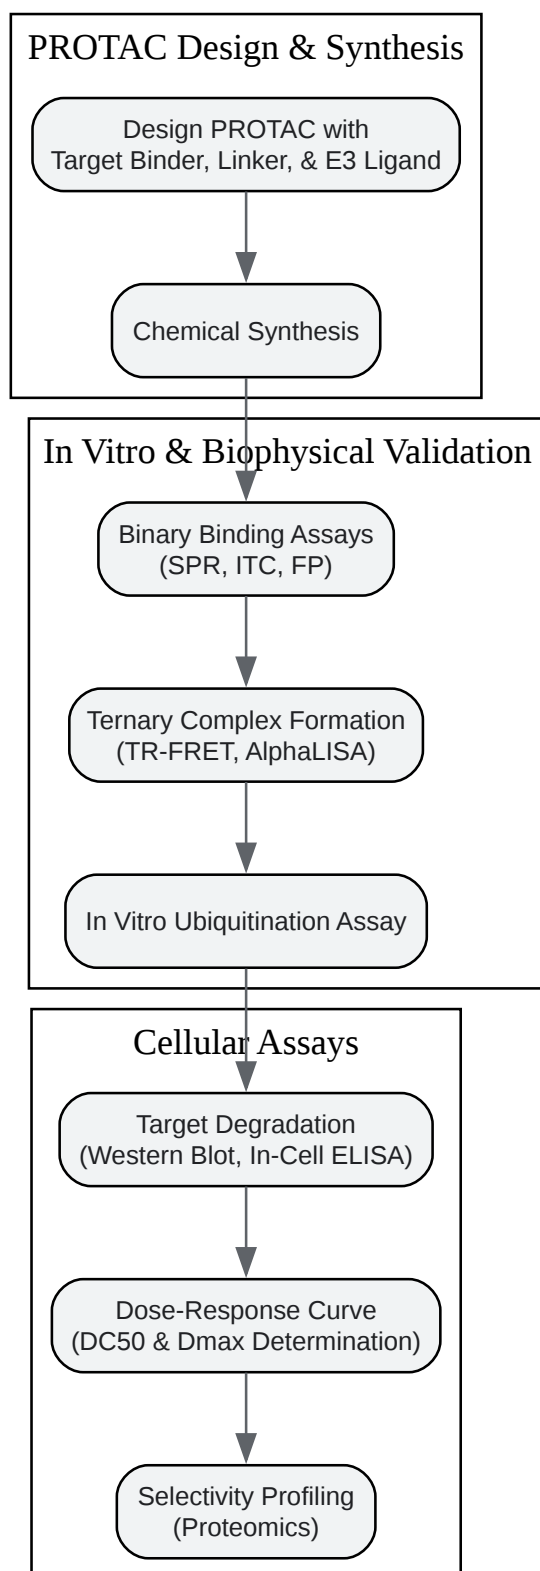 PROTAC Design & Synthesis
Design PROTAC with
Target Binder, Linker, & E3 Ligand
Chemical Synthesis
In Vitro & Biophysical Validation
Binary Binding Assays
(SPR, ITC, FP)
Ternary Complex Formation
(TR-FRET, AlphaLISA)
In Vitro Ubiquitination Assay
Cellular Assays
Target Degradation
(Western Blot, In-Cell ELISA)
Dose-Response Curve
(DC50 & Dmax Determination)
Selectivity Profiling
(Proteomics)